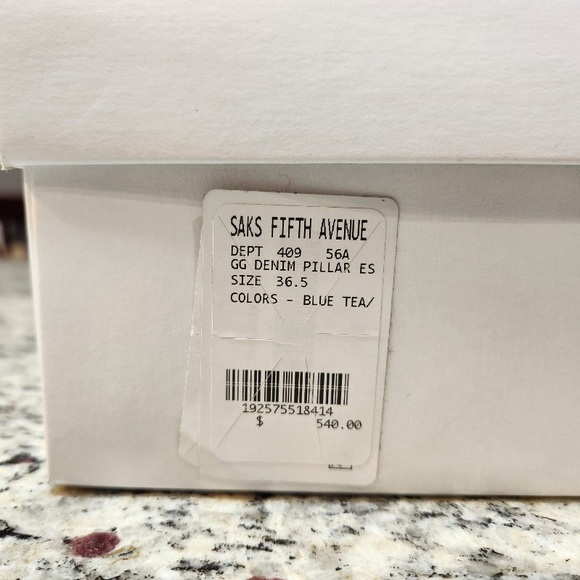 SAKS FIFTH AVENUE
DEPT 409 56A
GG DENIM PILLAR ES
SIZE 36.5
COLORS - BLUE TEA/
192575518414
$ 540.00